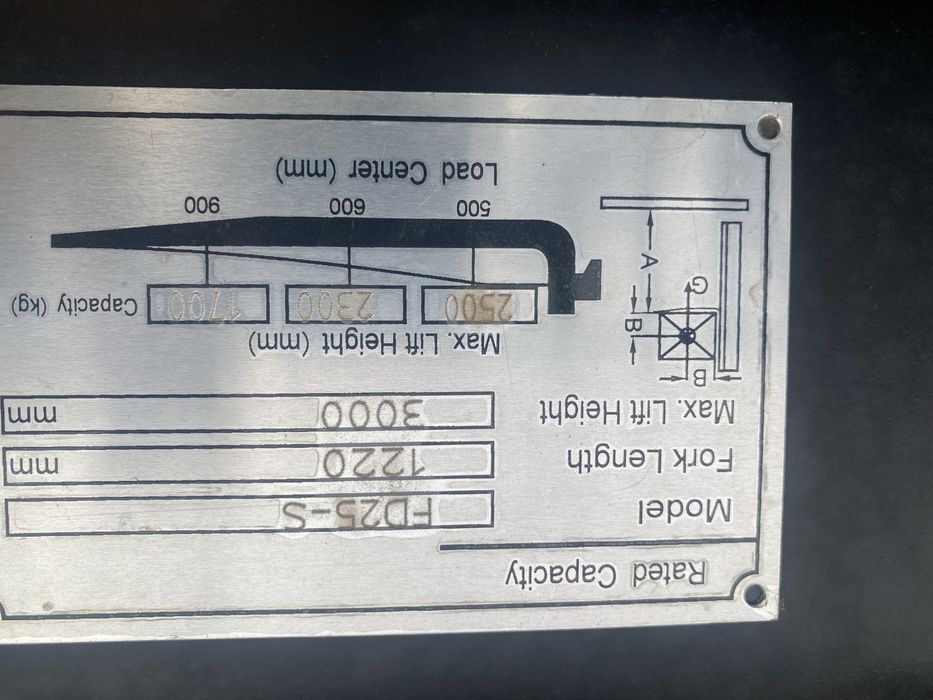 Rated Capacity
Model FD25-S
Fork Length 1220 mm
Max. Lift Height 3000 mm
B
B
G
A
Max. Lift Height (mm)
2500 2300 1700 Capacity (kg)
500 600 900
Load Center (mm)